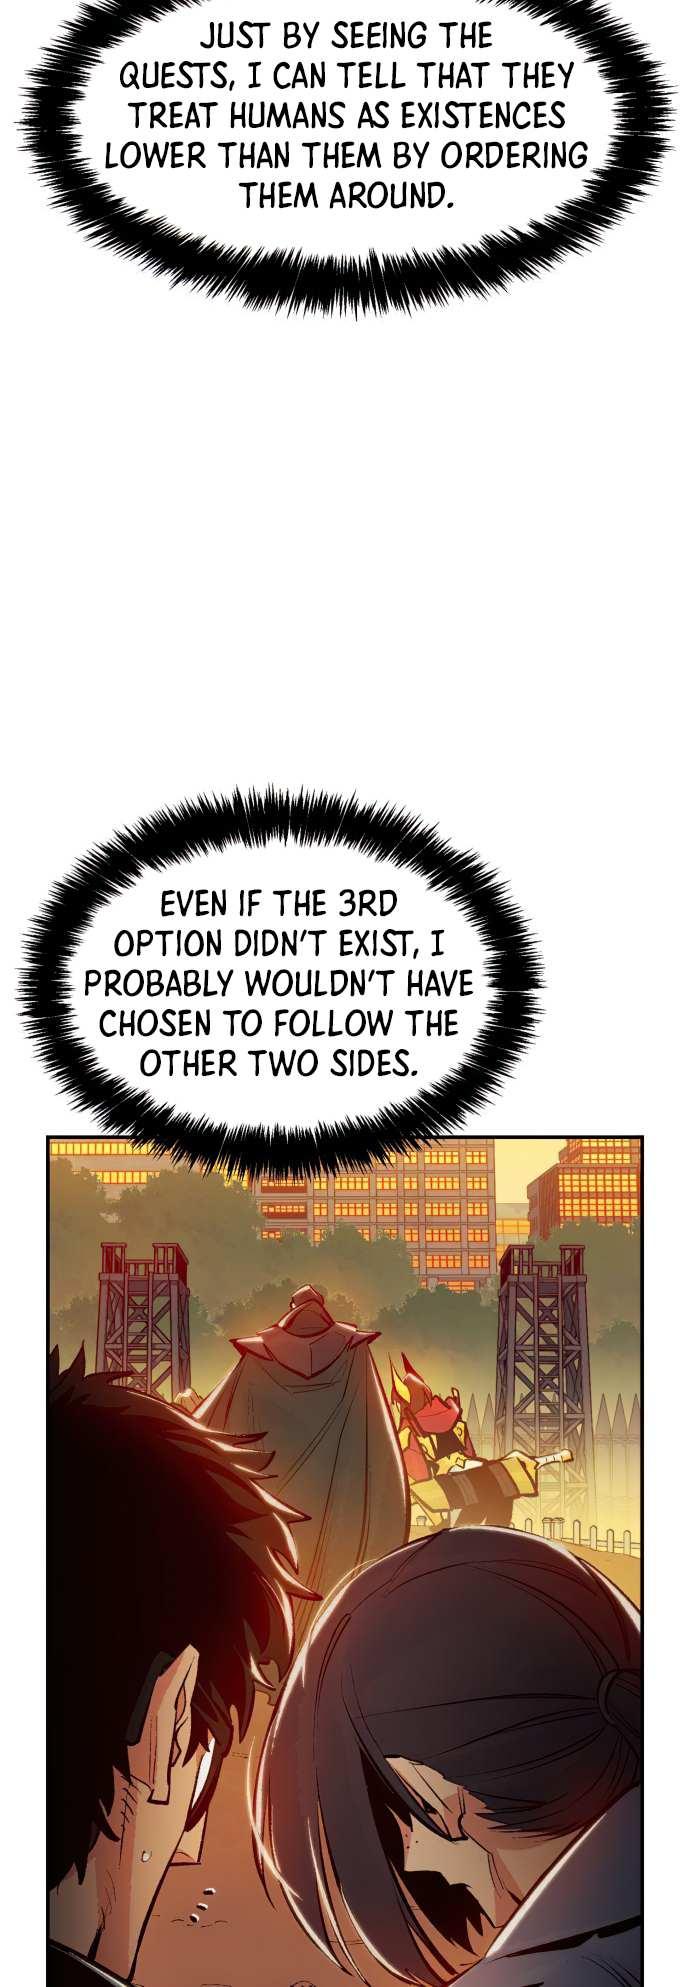 JUST BY SEEING THE
QUESTS, I CAN TELL THAT THEY
TREAT HUMANS AS EXISTENCES
LOWER THAN THEM BY ORDERING
THEM AROUND.
EVEN IF THE 3RD
OPTION DIDN'T EXIST, I
PROBABLY WOULDN'T HAVE
CHOSEN TO FOLLOW THE
OTHER TWO SIDES.